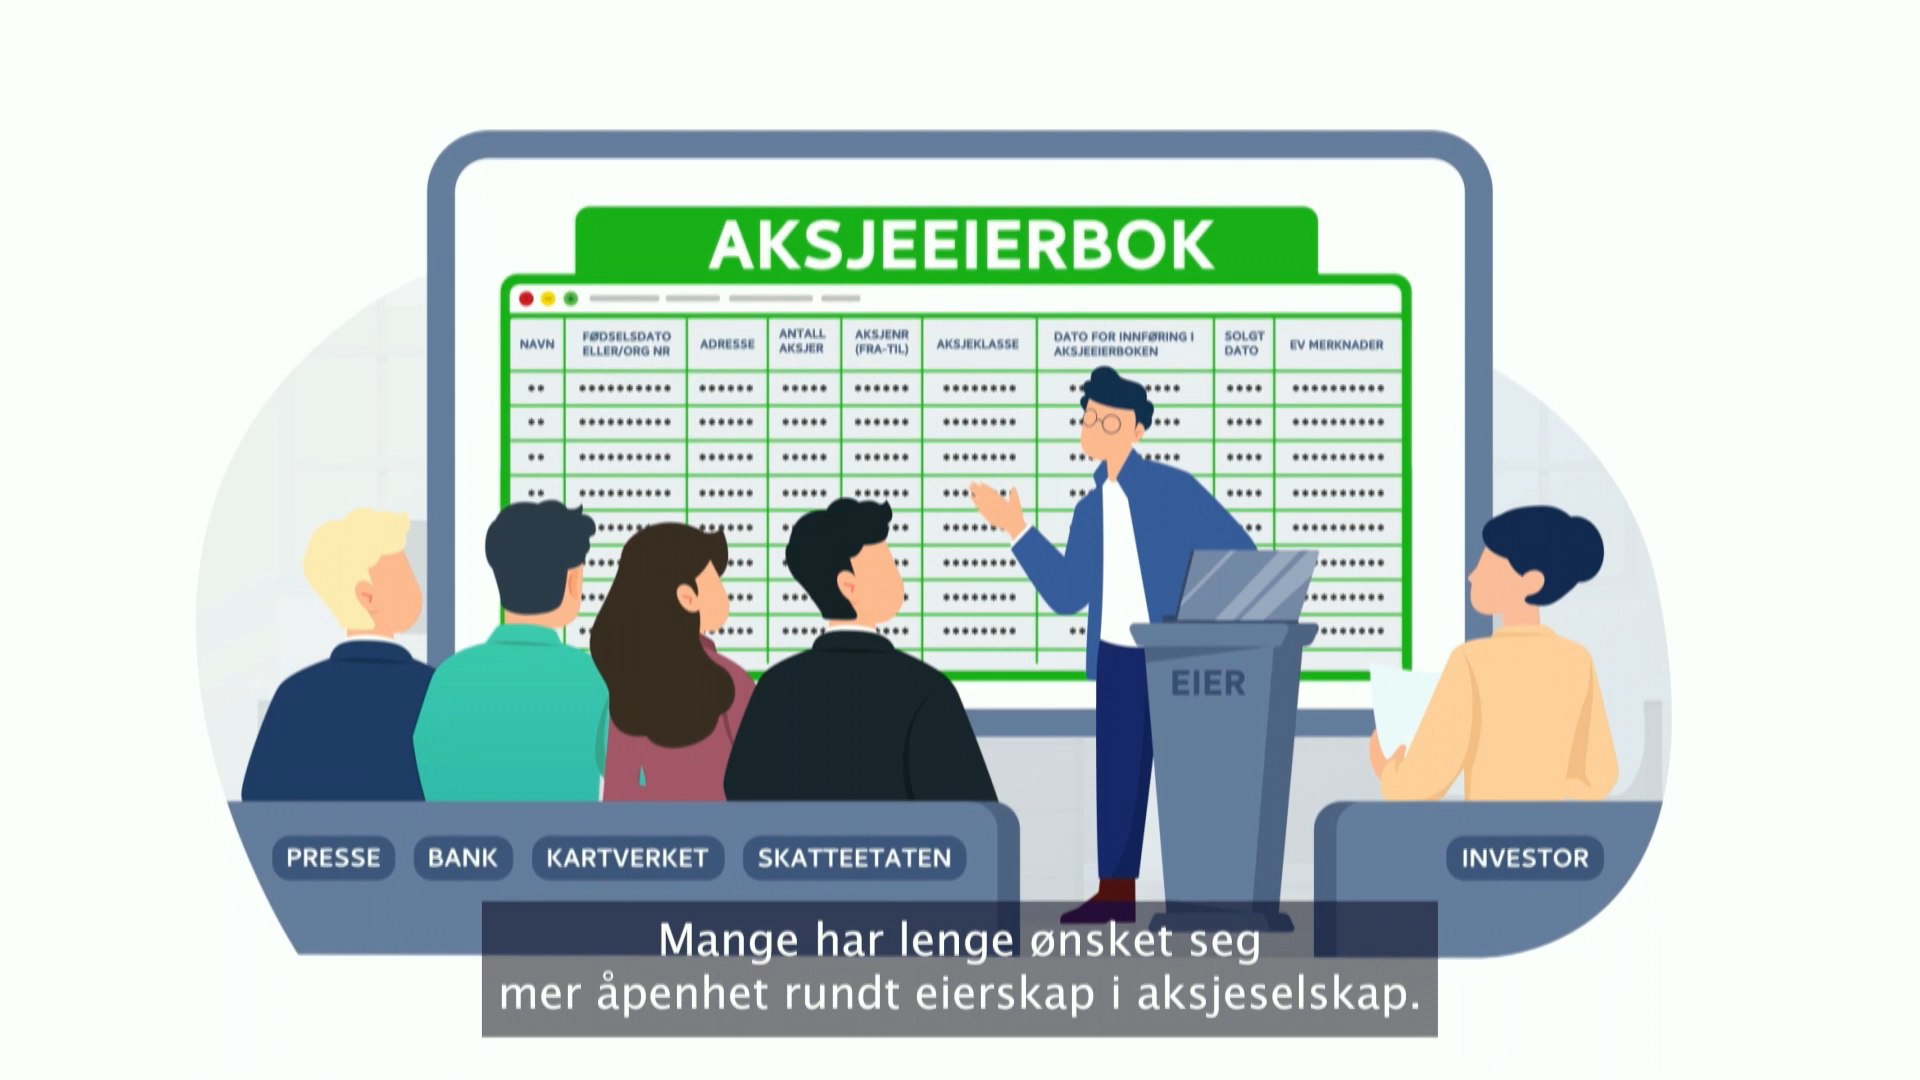 AKSJEEIERBOK
NAVN
FØDSELSDATO
ELLER/ORG NR
ADRESSE
ANTALL
AKSJER
AKSJENR
(FRA-TIL)
AKSJEKLASSE
DATO FOR INNFØRING I
AKSJEEIERBOKEN
SOLGT
DATO
EV MERKNADER
EIER
PRESSE
BANK
KARTVERKET
SKATTEETATEN
INVESTOR
Mange har lenge ønsket seg
mer åpenhet rundt eierskap i aksjeselskap.